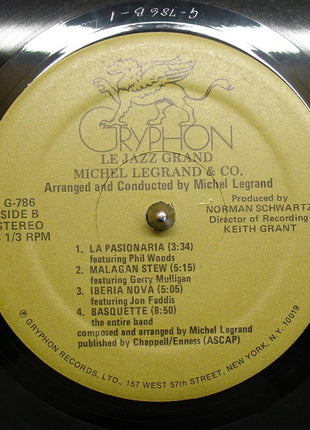 G-786 B-1
GRYPHON
LE JAZZ GRAND
MICHEL LEGRAND & CO.
Arranged and Conducted by Michel Legrand
G-786
SIDE B
STEREO
1/3 RPM
Produced by
NORMAN SCHWARTZ
Director of Recording
KEITH GRANT
1. LA PASIONARIA (3:34)
featuring Phil Woods
2. MALAGAN STEW (5:15)
featuring Gerry Mulligan
3. IBERIA NOVA (5:05)
featuring Jon Faddis
4. BASQUETTE (8:50)
the entire band
composed and arranged by Michel Legrand
published by Chappell/Enness (ASCAP)
℗ GRYPHON RECORDS, LTD., 157 WEST 57th STREET, NEW YORK, N.Y. 10019